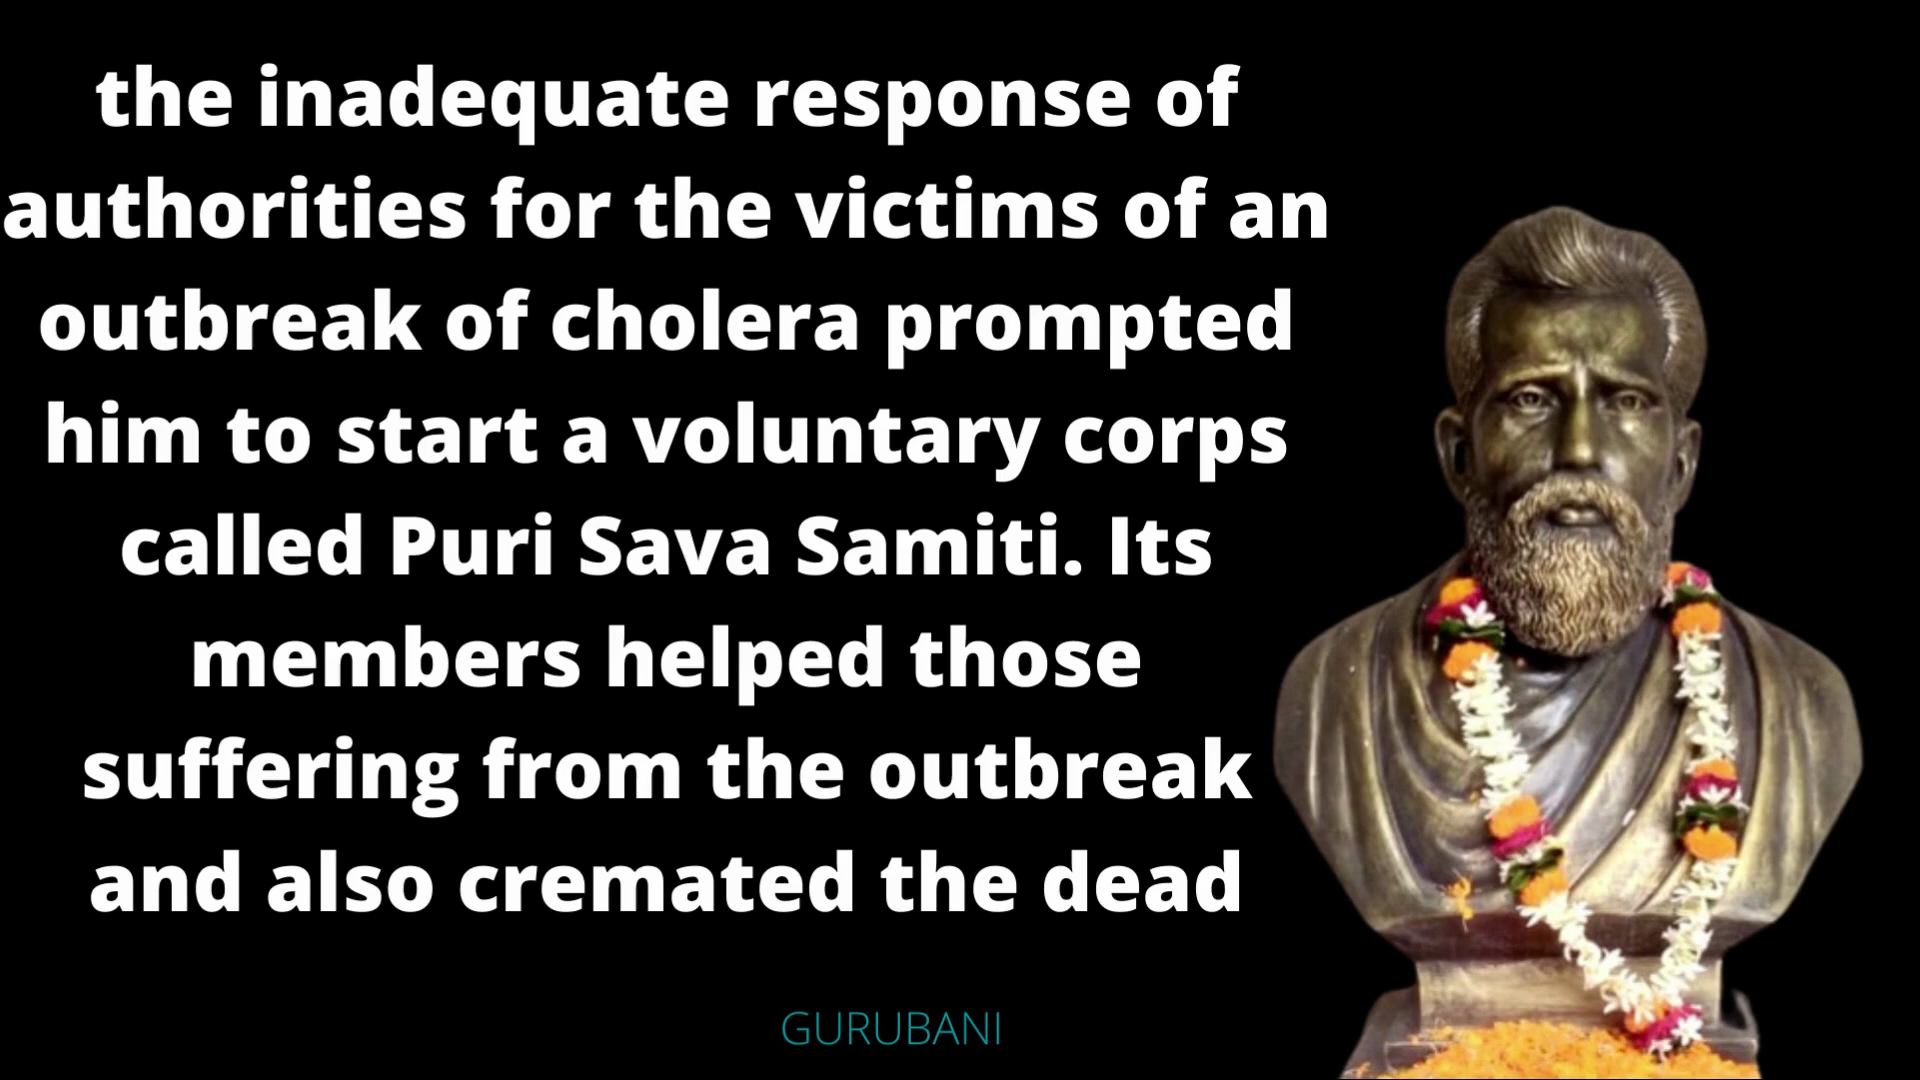 the inadequate response of
authorities for the victims of an
outbreak of cholera prompted
him to start a voluntary corps
called Puri Sava Samiti. Its
members helped those
suffering from the outbreak
and also cremated the dead
GURUBANI